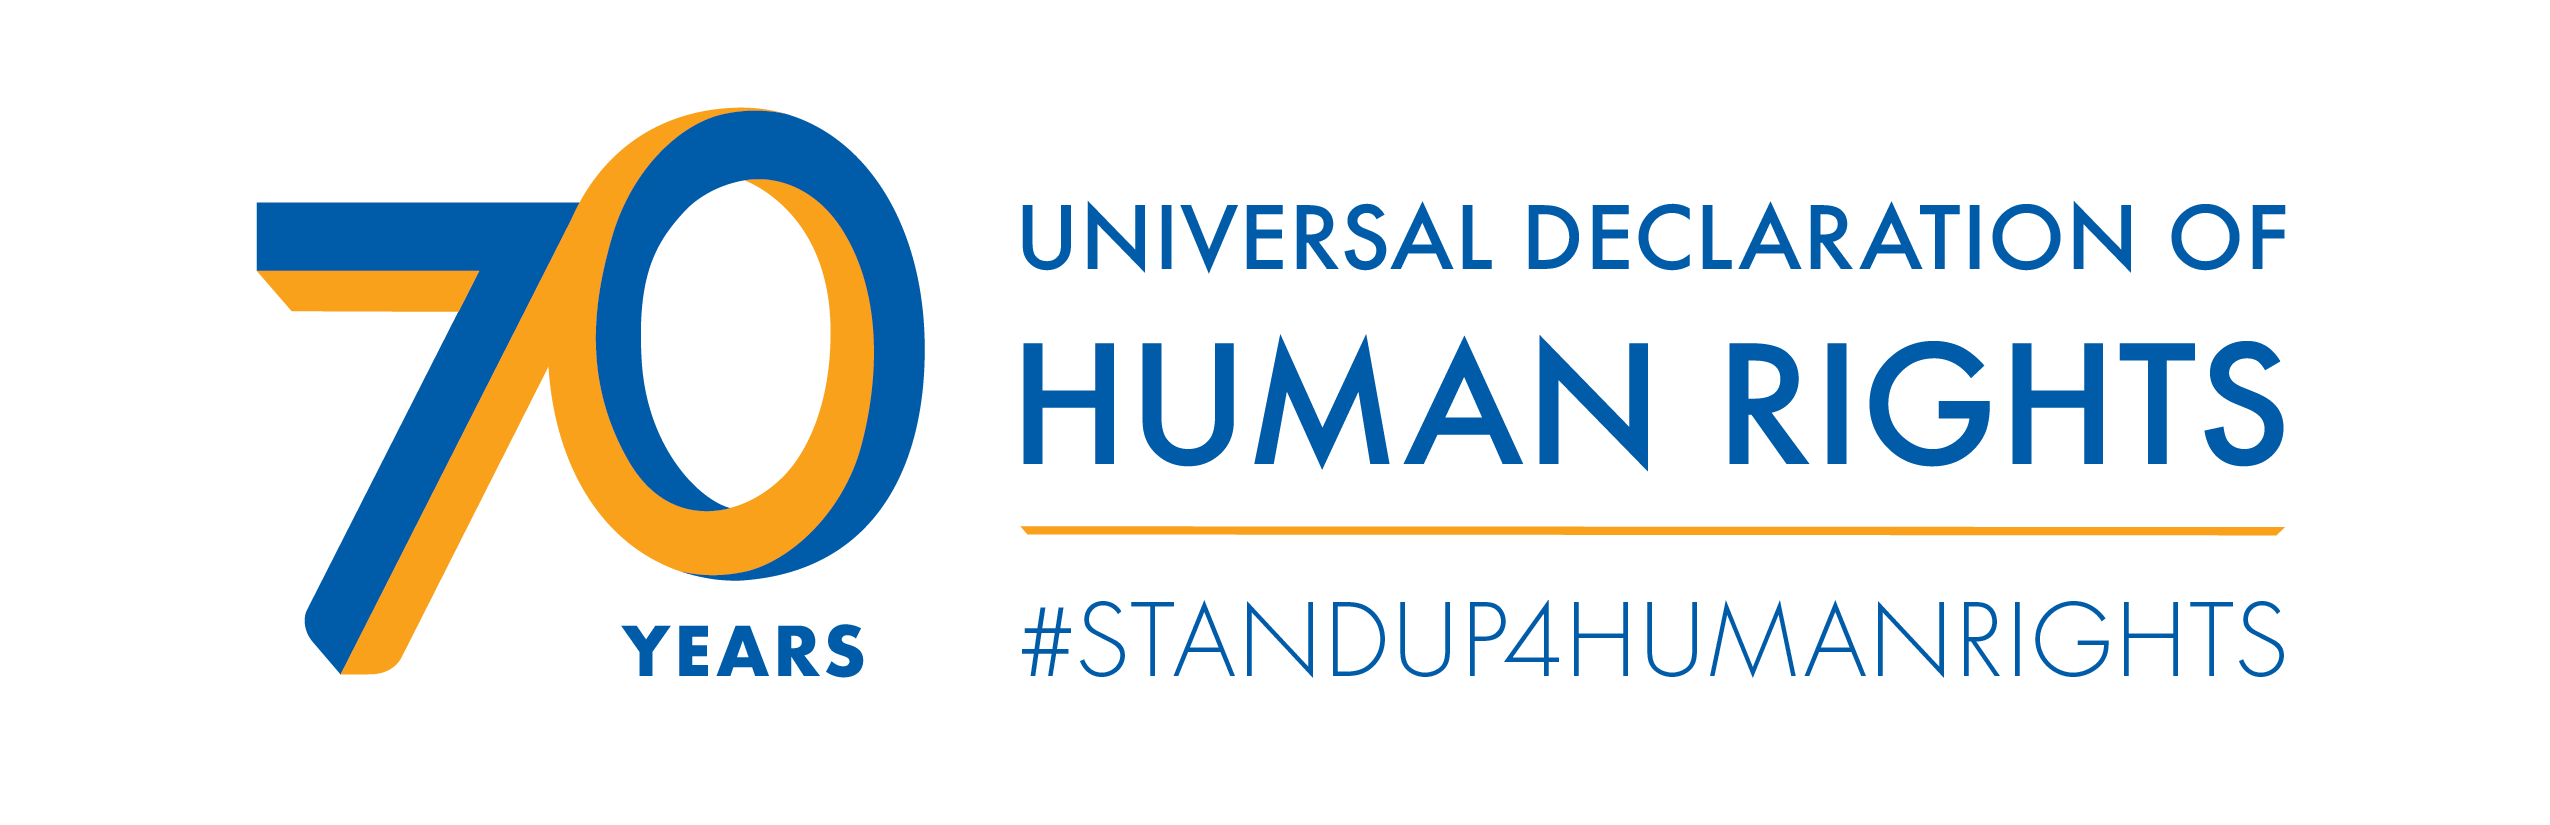 70
YEARS
UNIVERSAL DECLARATION OF
HUMAN RIGHTS
#STANDUP4HUMANRIGHTS